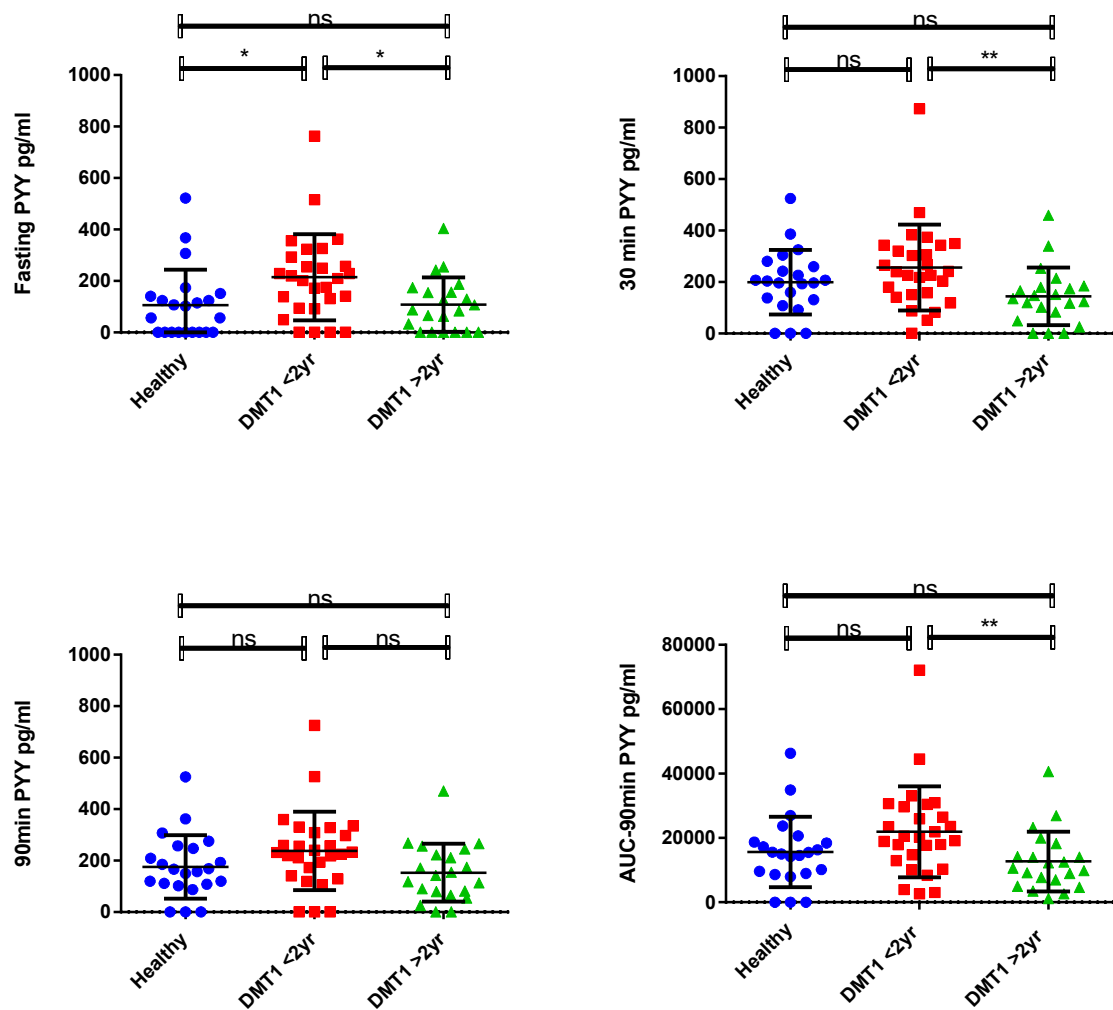 ns
* *
Fasting PYY pg/ml
1000
800
600
400
200
0
Healthy
DMT1 <2yr
DMT1 >2yr
ns
ns **
30 min PYY pg/ml
1000
800
600
400
200
0
Healthy
DMT1 <2yr
DMT1 >2yr
ns
ns ns
90min PYY pg/ml
1000
800
600
400
200
0
Healthy
DMT1 <2yr
DMT1 >2yr
ns
ns **
AUC-90min PYY pg/ml
80000
60000
40000
20000
0
Healthy
DMT1 <2yr
DMT1 >2yr